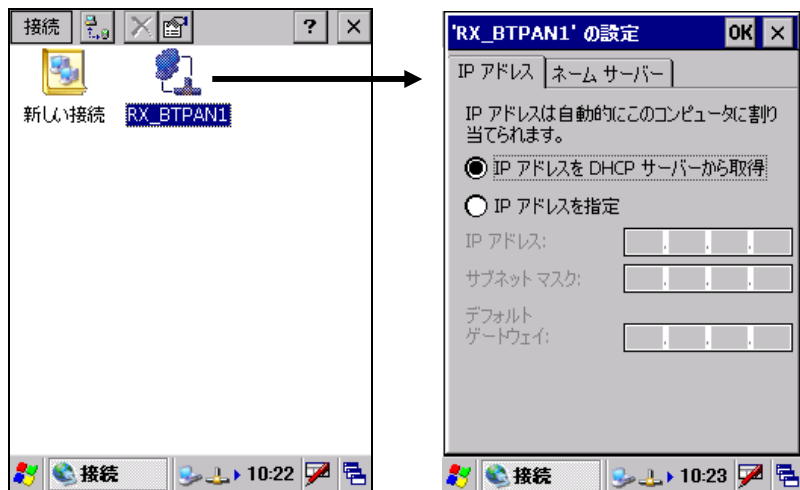 接続
?
×
新しい接続
RX_BTPAN1
接続
10:22
'RX_BTPAN1' の設定
OK
×
IP アドレス
ネーム サーバー
IP アドレスは自動的にこのコンピュータに割り
当てられます。
IP アドレスを DHCP サーバーから取得
IP アドレスを指定
IP アドレス:
サブネット マスク:
デフォルト
ゲートウェイ:
接続
10:23